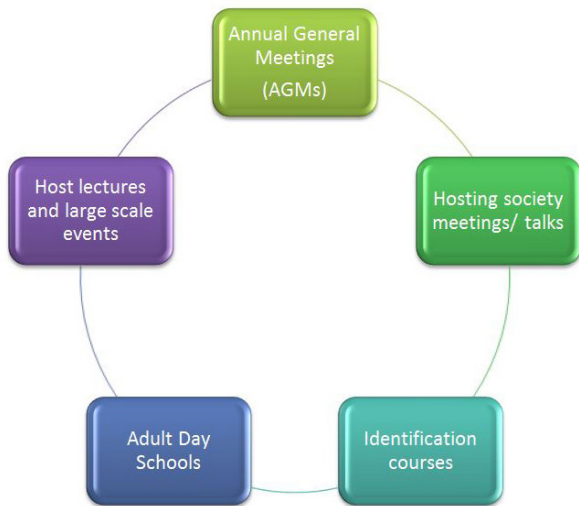 Annual General
Meetings
(AGMs)
Hosting society
meetings/ talks
Identification
courses
Adult Day
Schools
Host lectures
and large scale
events